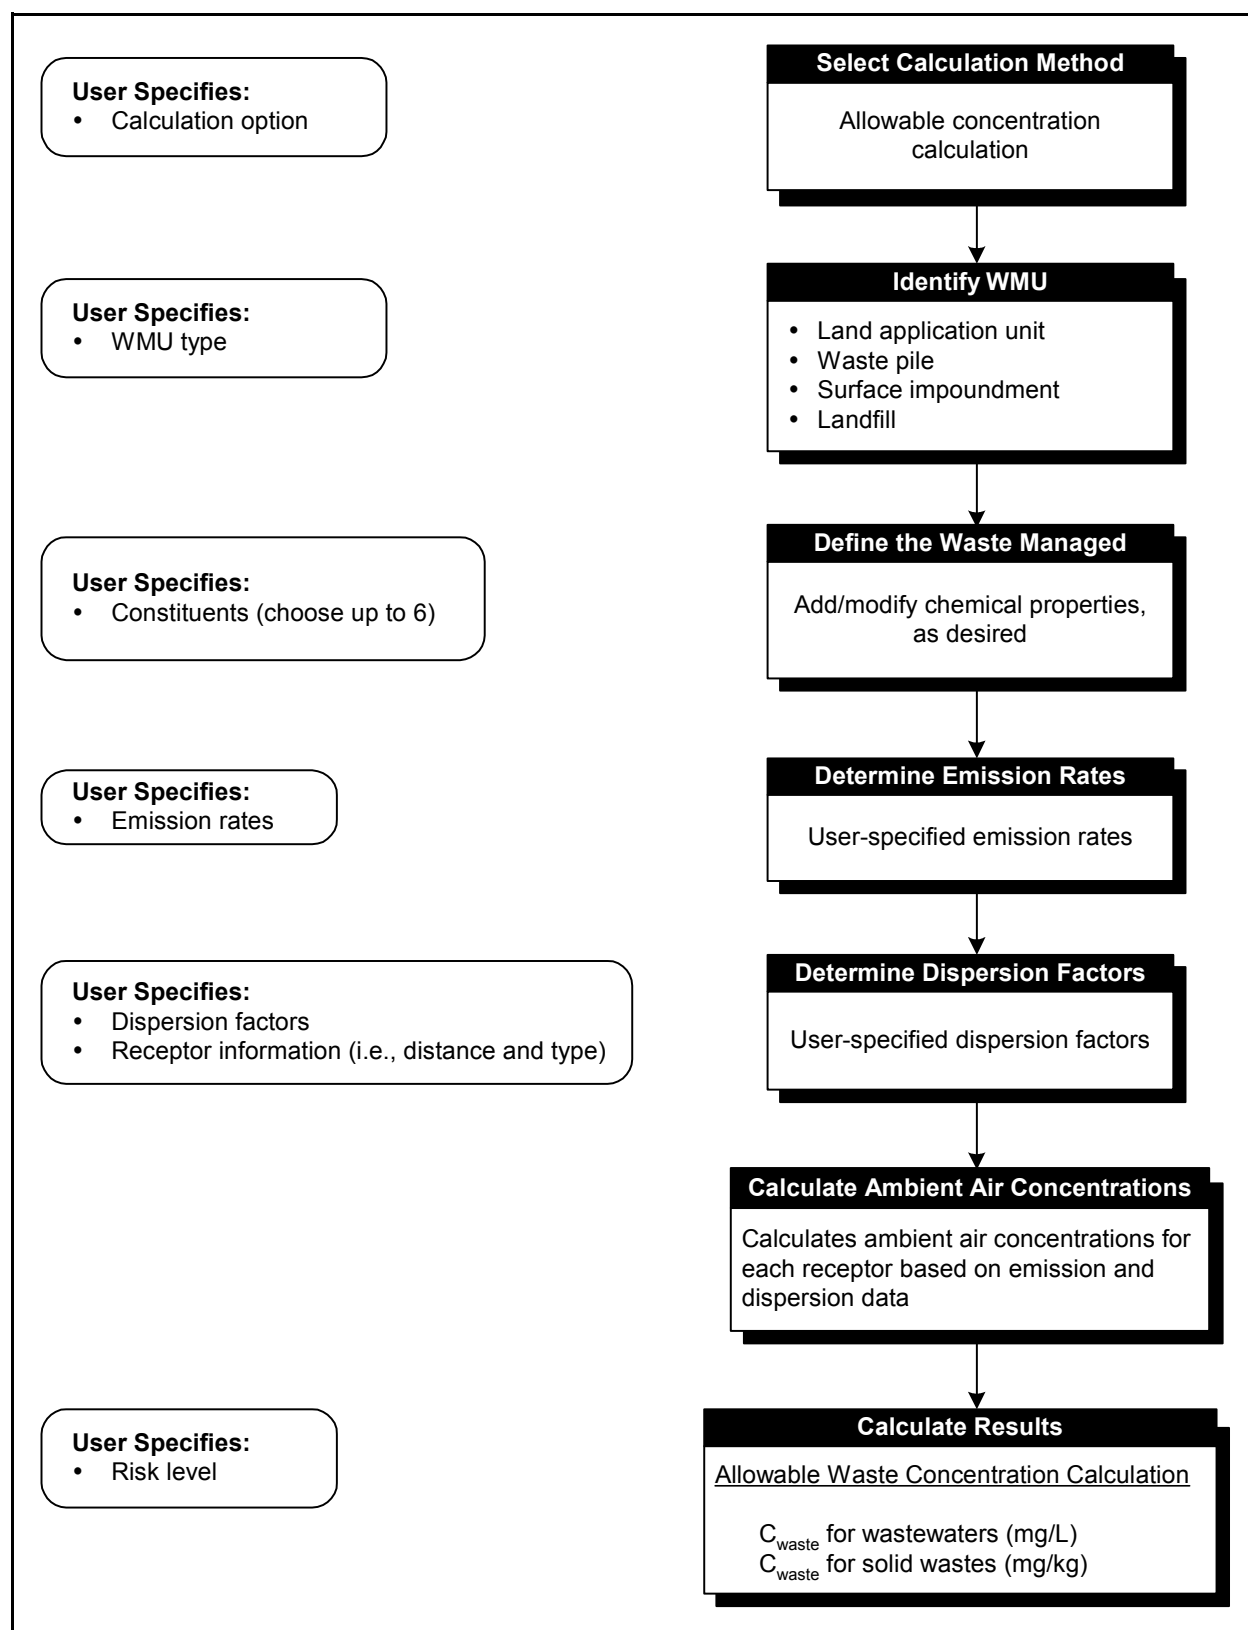 User Specifies:
• Calculation option
Select Calculation Method
Allowable concentration
calculation
User Specifies:
• WMU type
Identify WMU
• Land application unit
• Waste pile
• Surface impoundment
• Landfill
User Specifies:
• Constituents (choose up to 6)
Define the Waste Managed
Add/modify chemical properties,
as desired
User Specifies:
• Emission rates
Determine Emission Rates
User-specified emission rates
User Specifies:
• Dispersion factors
• Receptor information (i.e., distance and type)
Determine Dispersion Factors
User-specified dispersion factors
Calculate Ambient Air Concentrations
Calculates ambient air concentrations for
each receptor based on emission and
dispersion data
User Specifies:
• Risk level
Calculate Results
Allowable Waste Concentration Calculation
Cwaste for wastewaters (mg/L)
Cwaste for solid wastes (mg/kg)